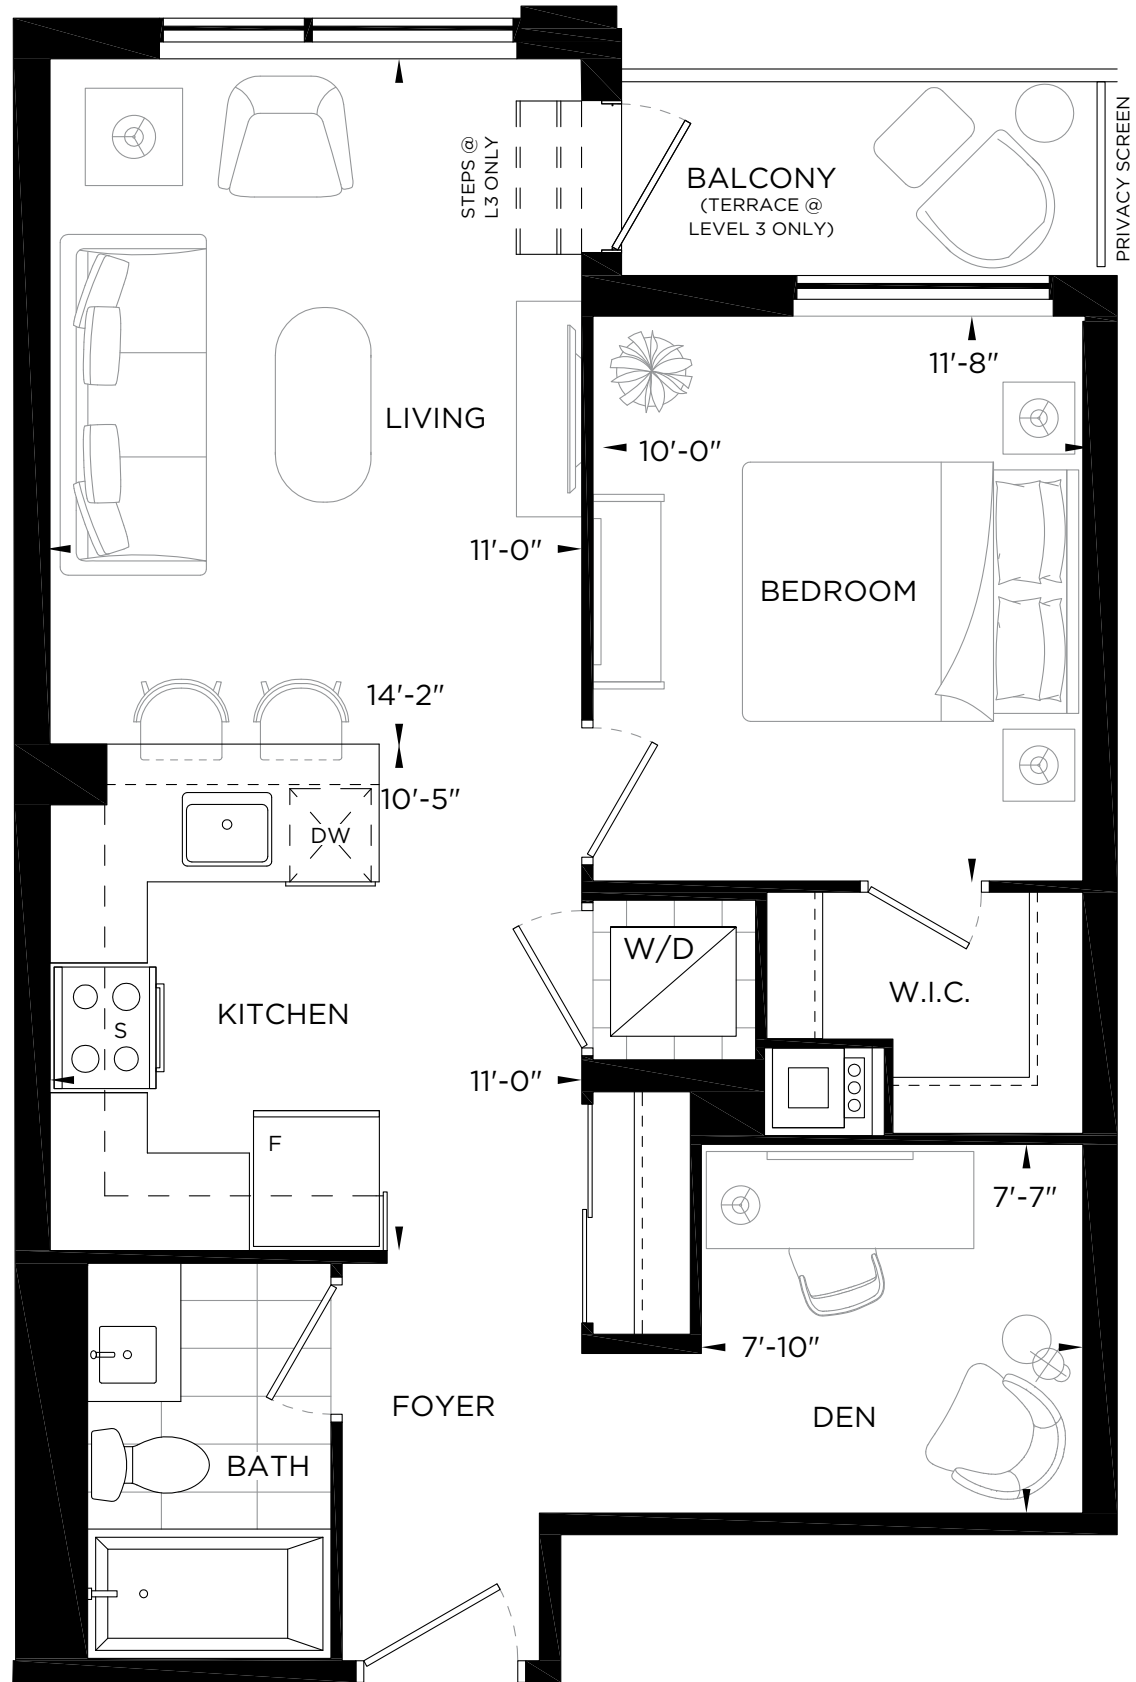 STEPS @
L3 ONLY
BALCONY
(TERRACE @
LEVEL 3 ONLY)
PRIVACY SCREEN
11'-8"
LIVING
10'-0"
11'-0"
BEDROOM
14'-2"
10'-5"
DW
W/D
W.I.C.
KITCHEN
S
11'-0"
F
7'-7"
7'-10"
FOYER
DEN
BATH